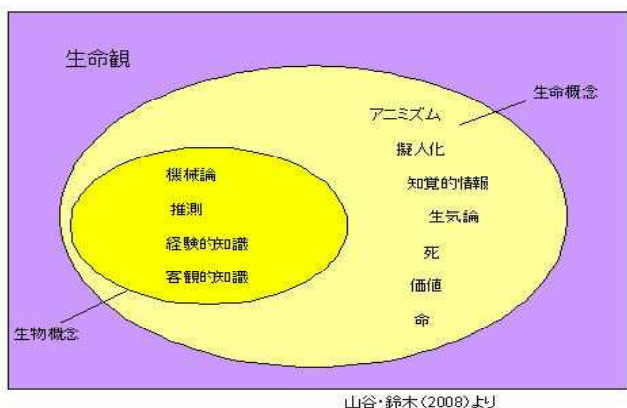 生命観
生命概念
アニミズム
擬人化
知覚的情報
生気論
死
価値
命
機械論
推測
経験的知識
客観的知識
生物概念
山谷・鈴木(2008)より